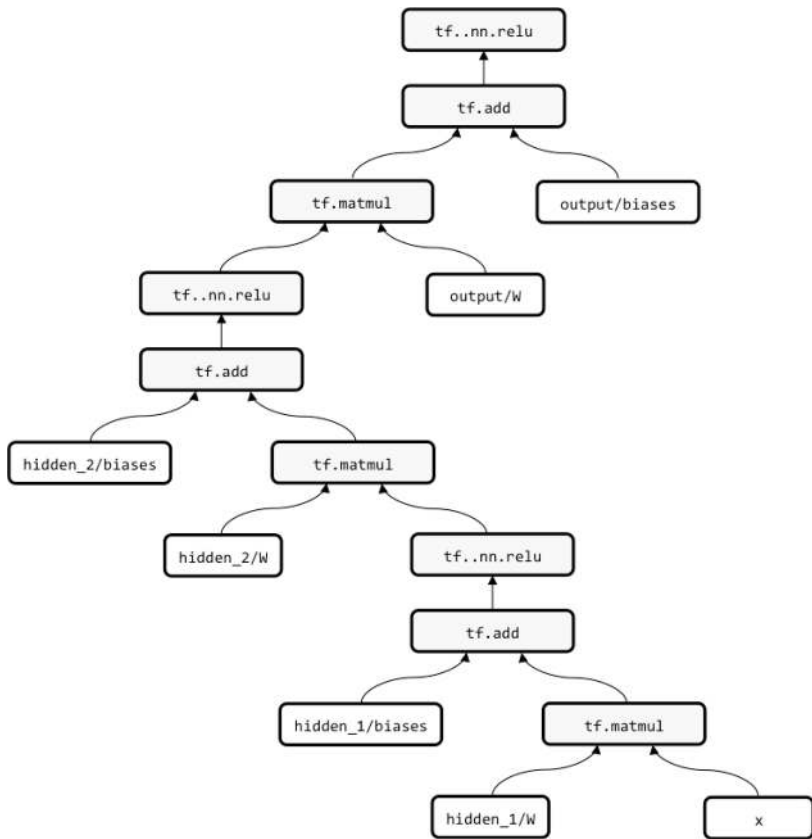 tf..nn.relu
tf.add
tf.matmul
output/biases
tf..nn.relu
output/W
tf.add
hidden_2/biases
tf.matmul
hidden_2/W
tf..nn.relu
tf.add
hidden_1/biases
tf.matmul
hidden_1/W
x